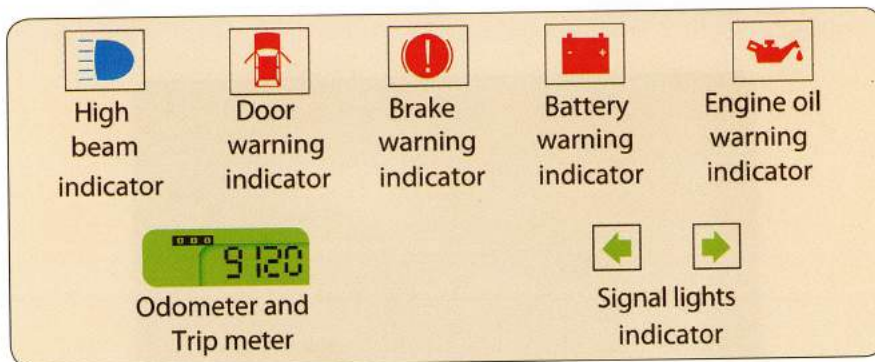 High
beam
indicator
Door
warning
indicator
Brake
warning
indicator
Battery
warning
indicator
Engine oil
warning
indicator
000
9120
Odometer and
Trip meter
Signal lights
indicator